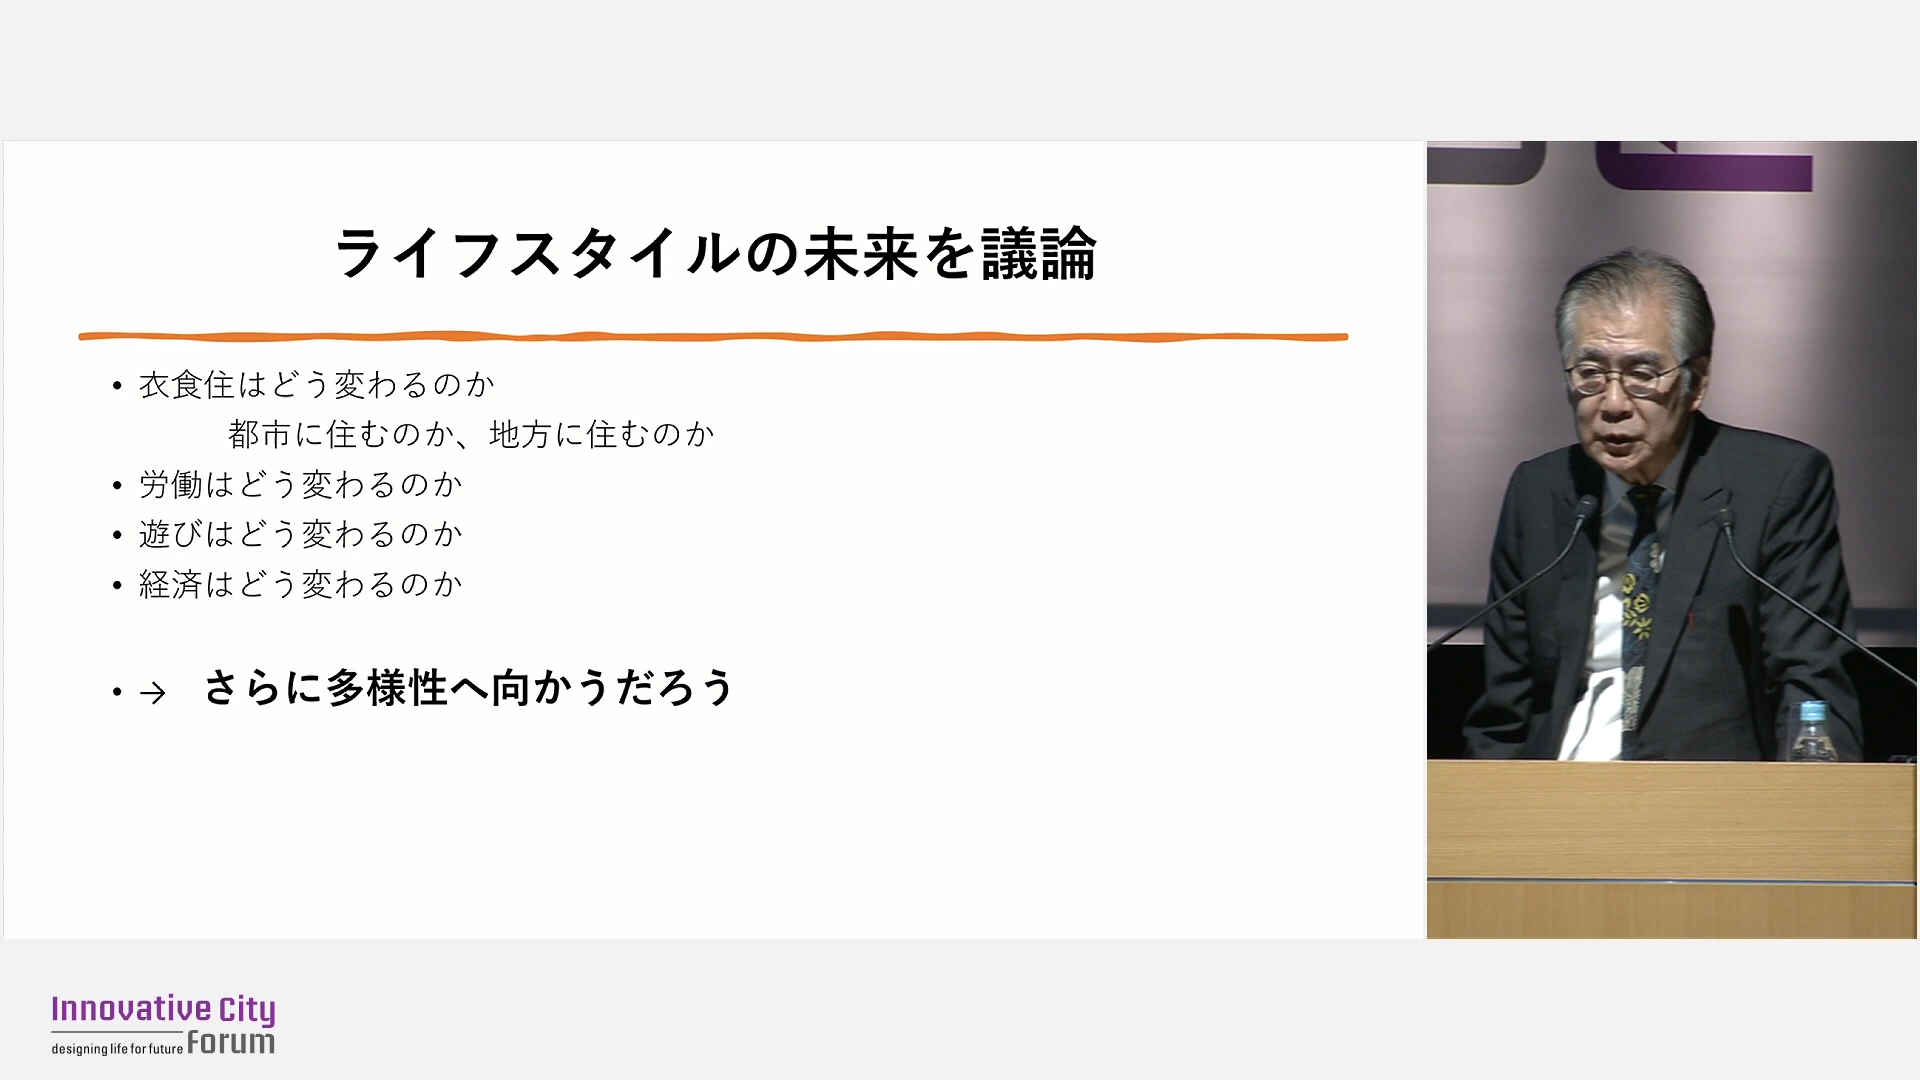 ライフスタイルの未来を議論
• 衣食住はどう変わるのか
都市に住むのか、地方に住むのか
• 労働はどう変わるのか
• 遊びはどう変わるのか
• 経済はどう変わるのか
• → さらに多様性へ向かうだろう
Innovative City
designing life for future Forum